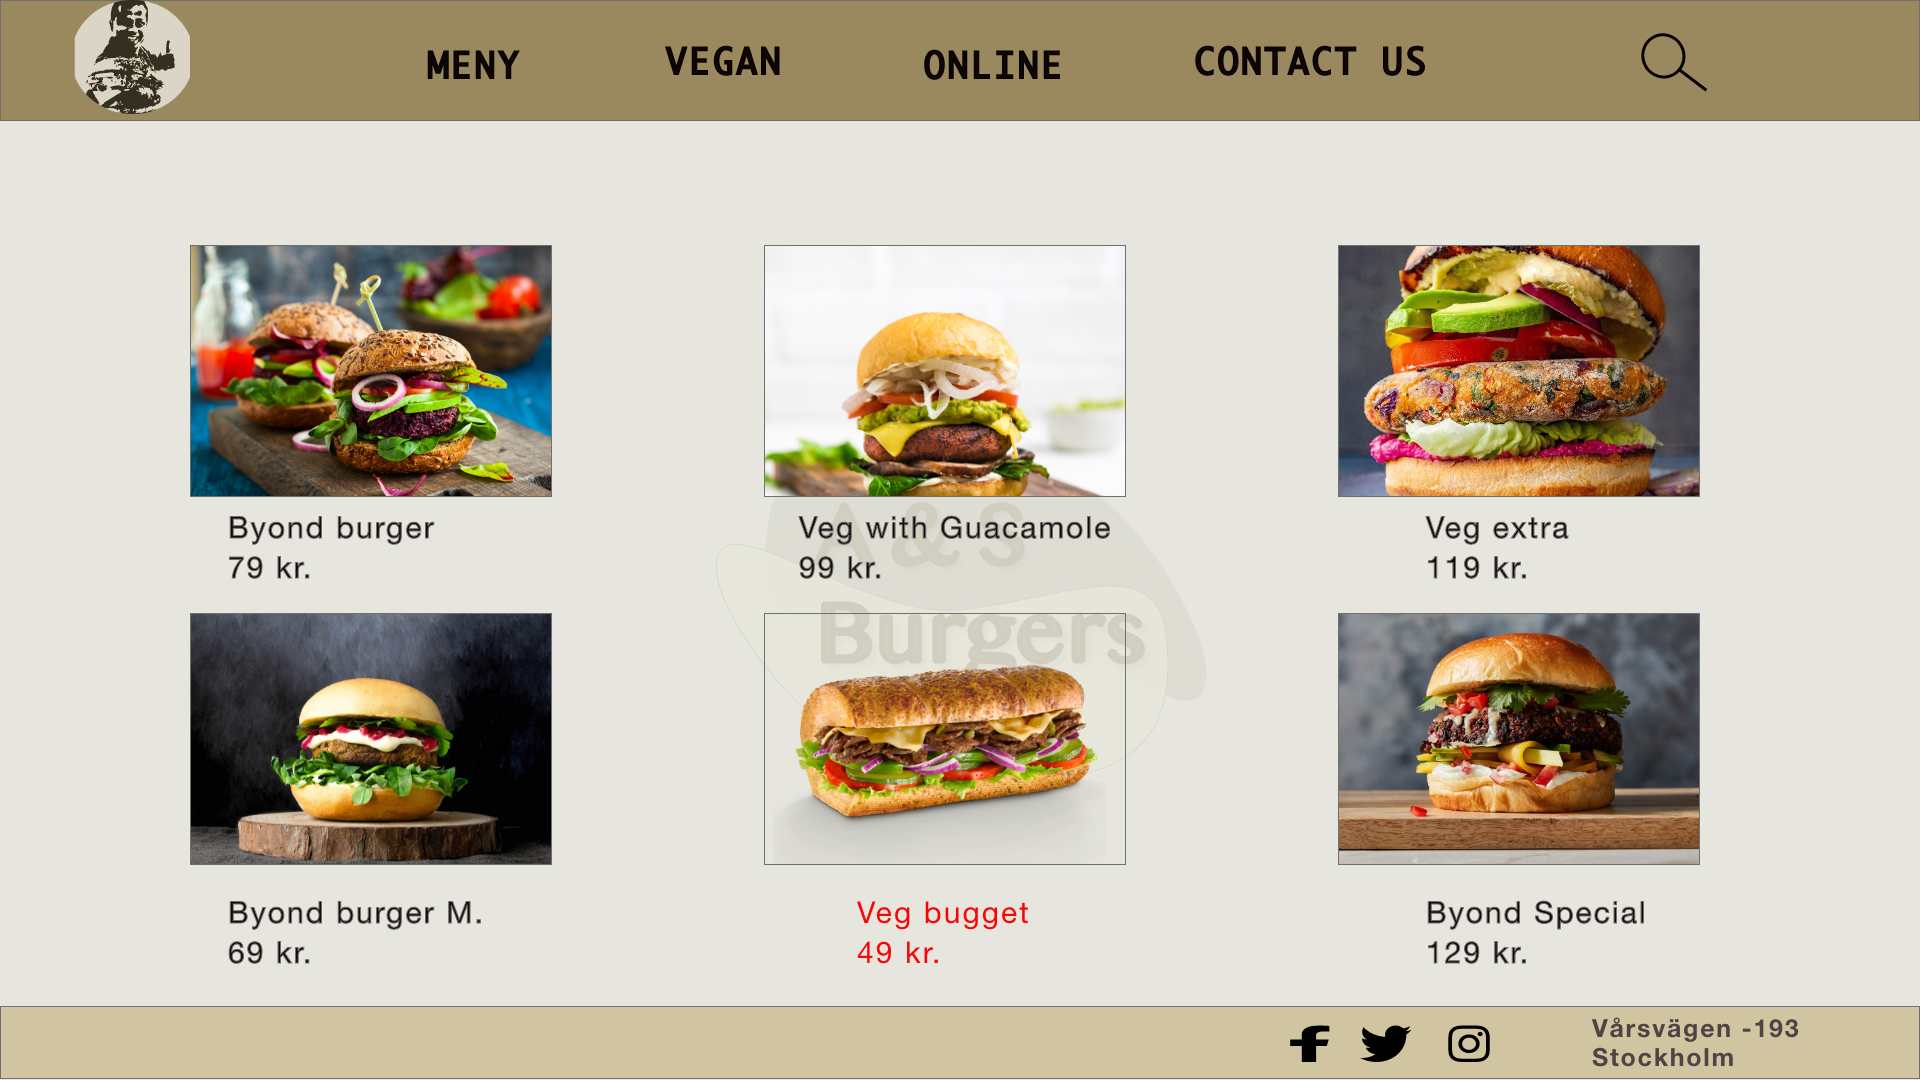 MENY
VEGAN
ONLINE
CONTACT US
Byond burger
79 kr.
Veg with Guacamole
99 kr.
Veg extra
119 kr.
A & S
Burgers
Byond burger M.
69 kr.
Veg bugget
49 kr.
Byond Special
129 kr.
Vårsvägen -193
Stockholm